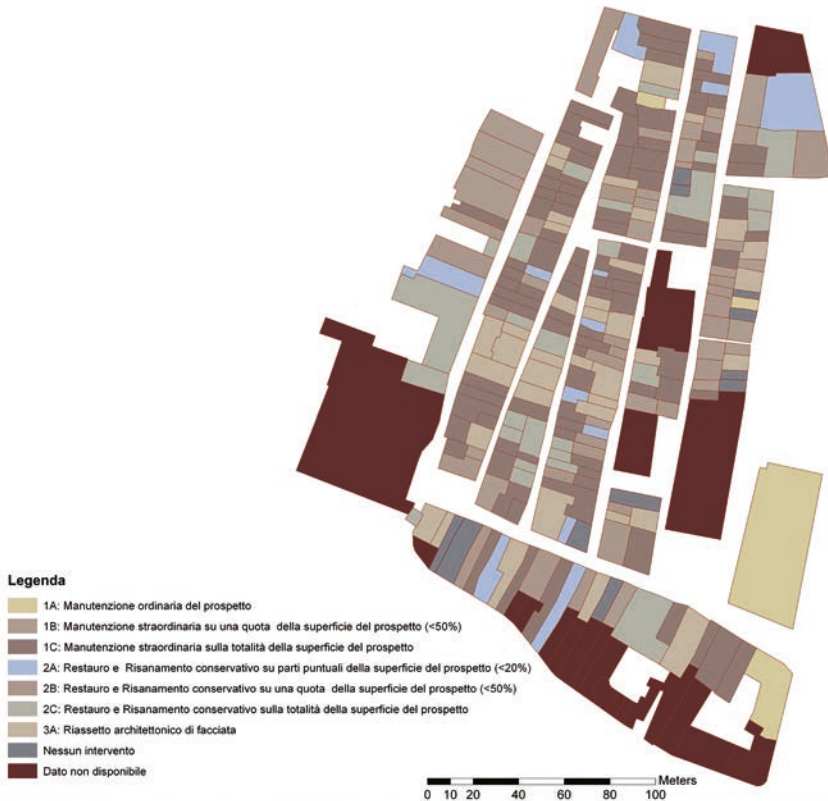 Legenda
1A: Manutenzione ordinaria del prospetto
1B: Manutenzione straordinaria su una quota della superficie del prospetto (<50%)
1C: Manutenzione straordinaria sulla totalità della superficie del prospetto
2A: Restauro e Risanamento conservativo su parti puntuali della superficie del prospetto (<20%)
2B: Restauro e Risanamento conservativo su una quota della superficie del prospetto (<50%)
2C: Restauro e Risanamento conservativo sulla totalità della superficie del prospetto
3A: Riassetto architettonico di facciata
Nessun intervento
Dato non disponibile
Meters
0 10 20 40 60 80 100